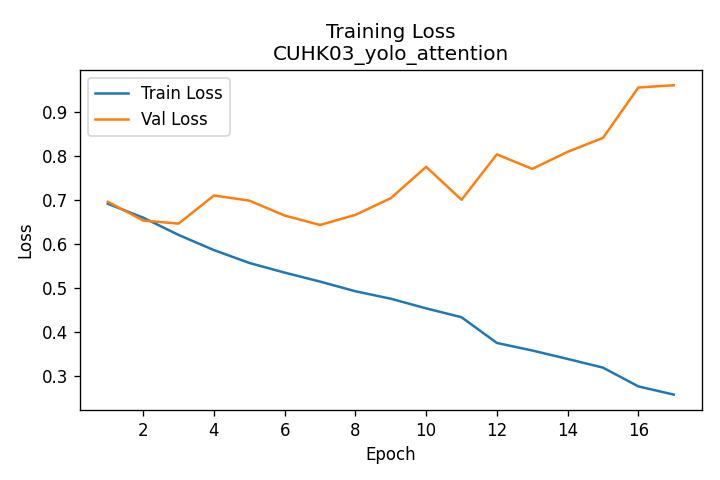 Training Loss
CUHK03_yolo_attention
Train Loss
Val Loss
0.9
0.8
0.7
0.6
0.5
0.4
0.3
Loss
2 4 6 8 10 12 14 16
Epoch